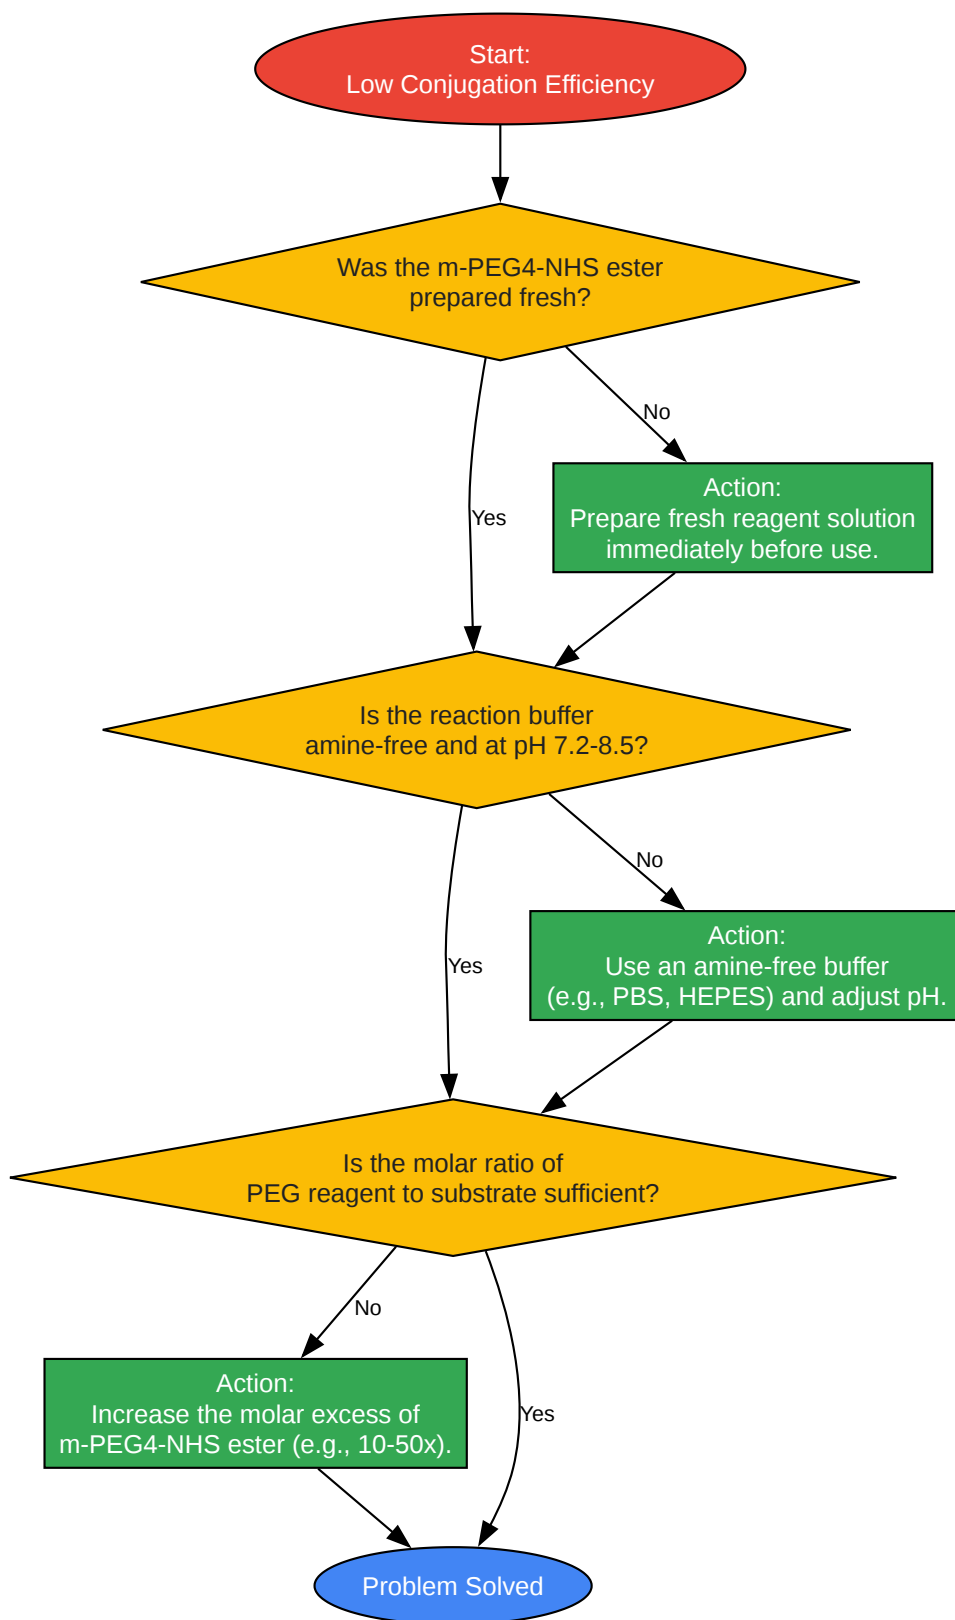 Start:
Low Conjugation Efficiency
Was the m-PEG4-NHS ester
prepared fresh?
No
Action:
Prepare fresh reagent solution
immediately before use.
Yes
Is the reaction buffer
amine-free and at pH 7.2-8.5?
No
Action:
Use an amine-free buffer
(e.g., PBS, HEPES) and adjust pH.
Yes
Is the molar ratio of
PEG reagent to substrate sufficient?
No
Action:
Increase the molar excess of
m-PEG4-NHS ester (e.g., 10-50x).
Yes
Problem Solved